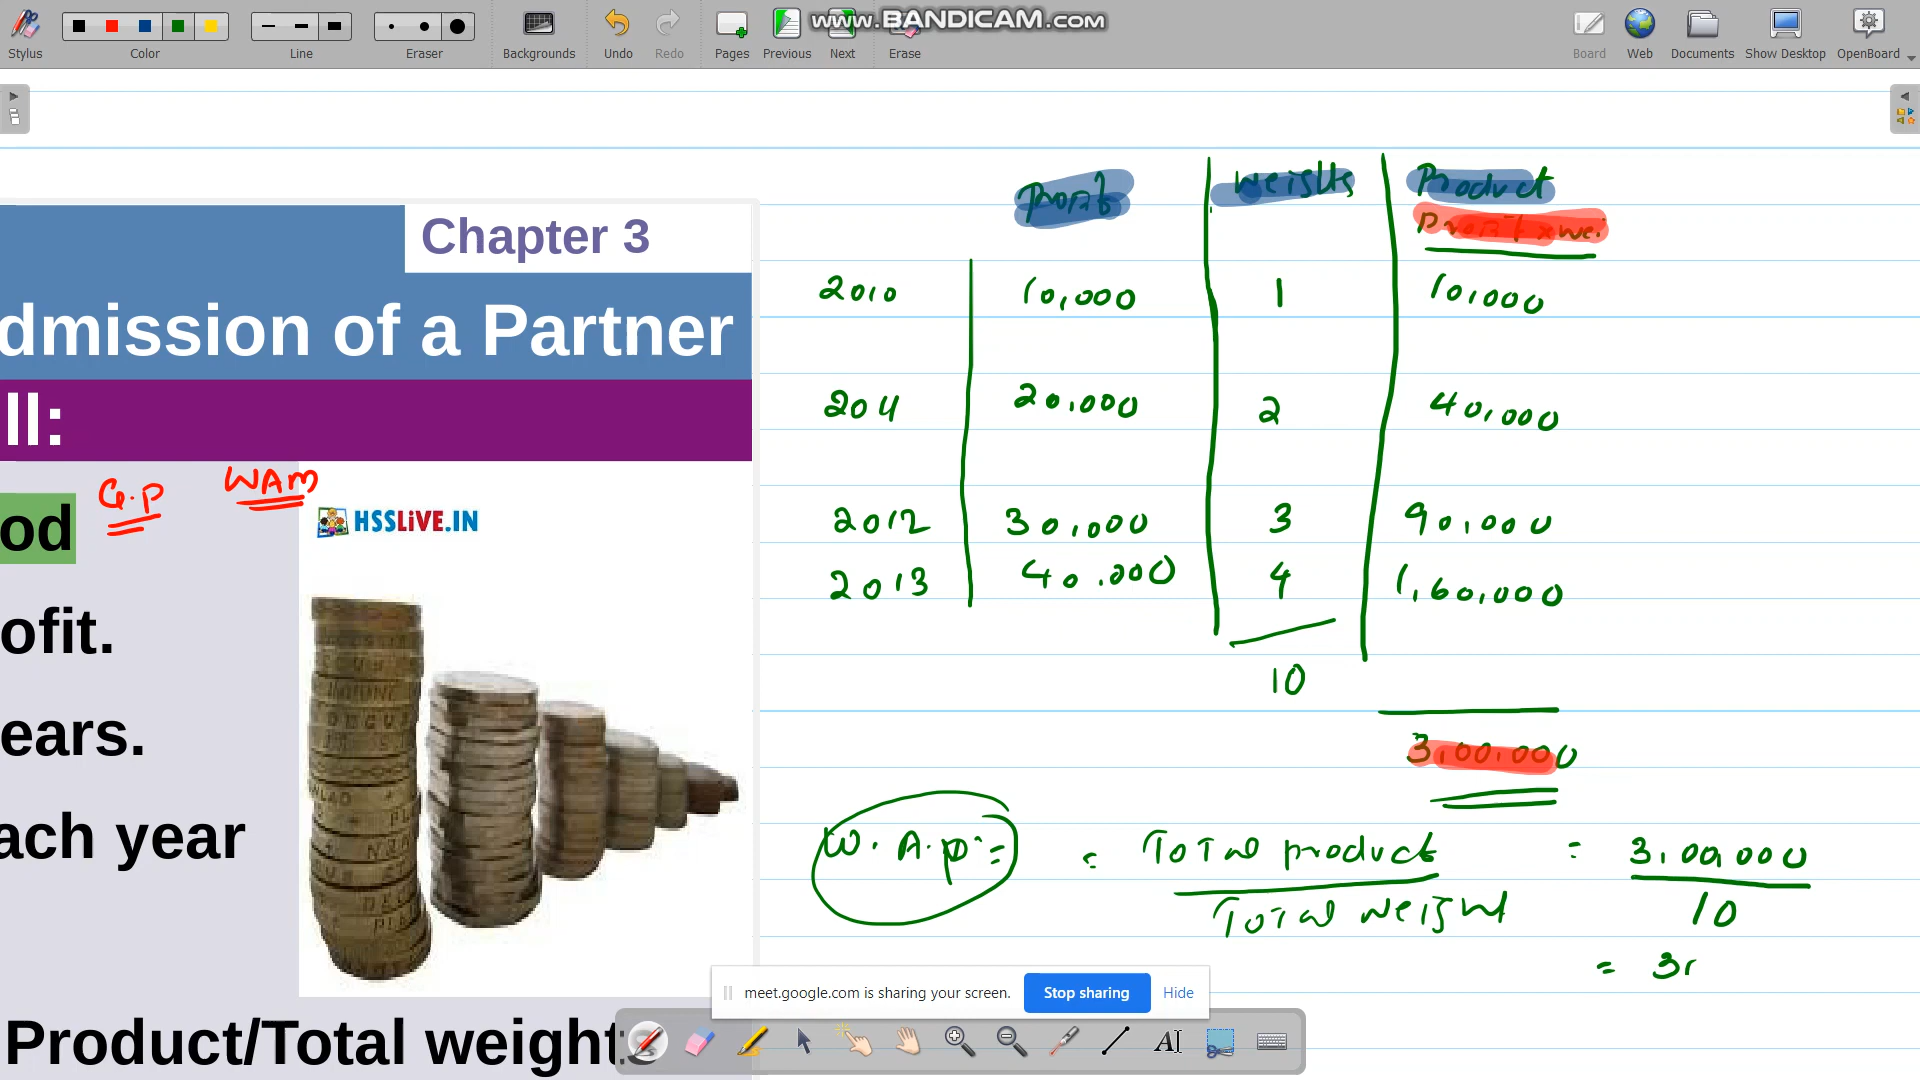 www.BANDICAM.com
Stylus Color Line Eraser Backgrounds Undo Redo Pages Previous Next Erase Board Web Documents Show Desktop OpenBoard
Chapter 3
dmission of a Partner
ll:
od
G.P
WAM
HSSLiVE.IN
ofit.
ears.
ach year
Product/Total weight
Profit weights Product
Profit x wei.
2010 10,000 1 10,000
2011 20,000 2 40,000
2012 30,000 3 90,000
2013 40,000 4 1,60,000
10
3,00,000
W.A.P = = Total product = 3,00,000
Total weight 10
= 30
meet.google.com is sharing your screen. Stop sharing Hide